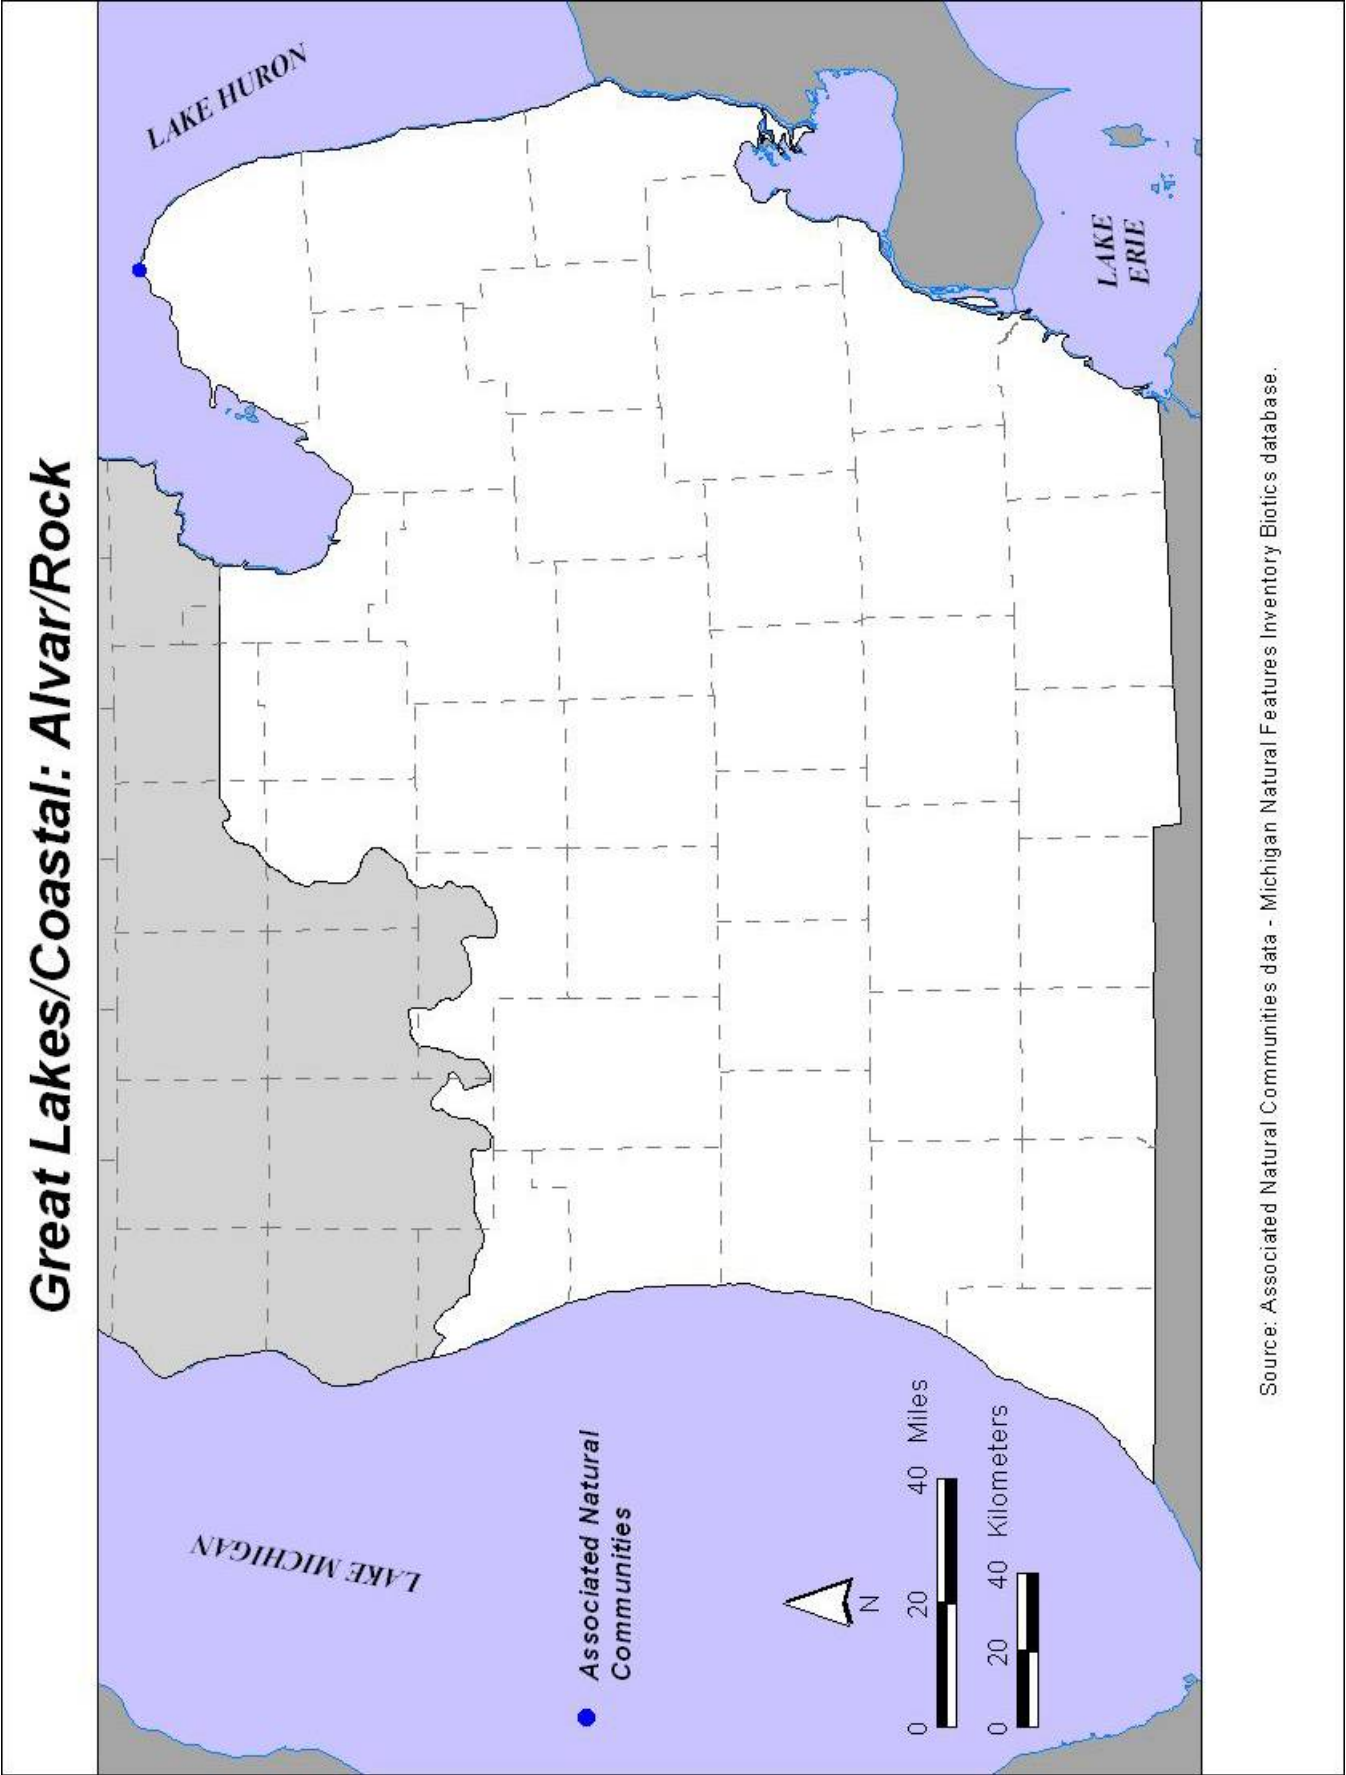 Great Lakes/Coastal: Alvar/Rock
LAKE HURON
LAKE
ERIE
LAKE MICHIGAN
Associated Natural
Communities
N
0 20 40 Miles
0 20 40 Kilometers
Source: Associated Natural Communities data - Michigan Natural Features Inventory Biotics database.